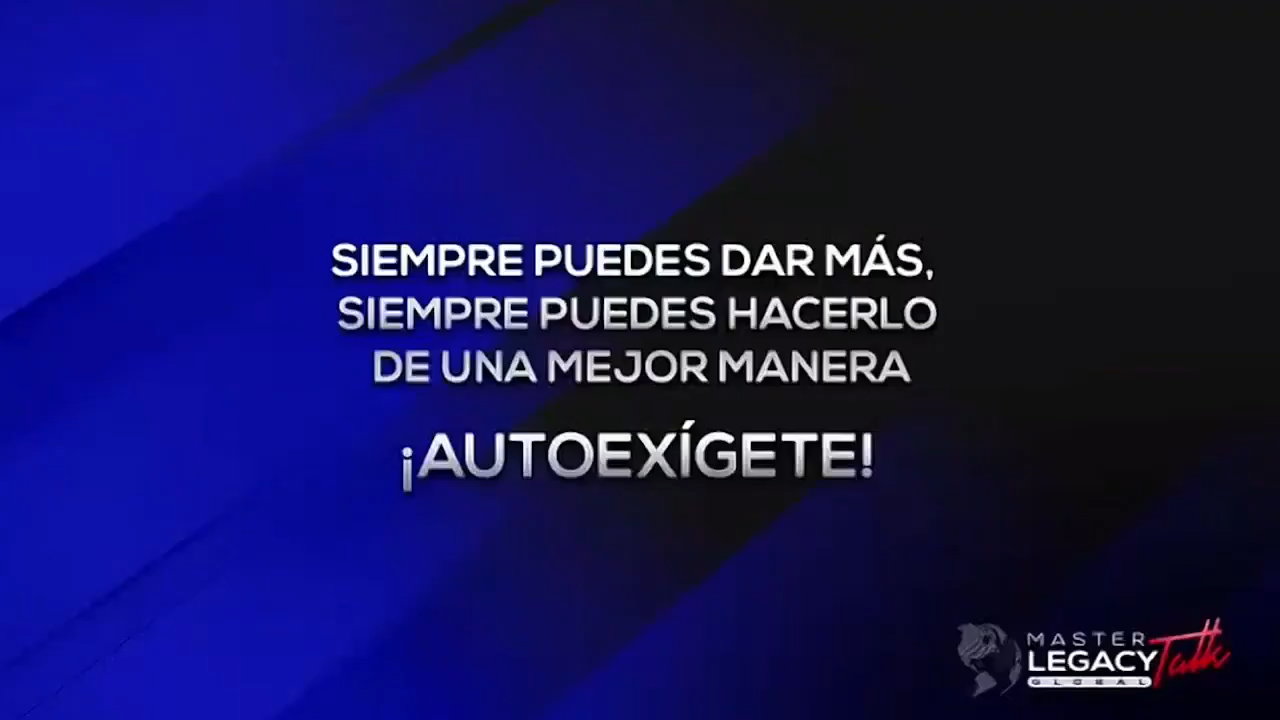 SIEMPRE PUEDES DAR MÁS,
SIEMPRE PUEDES HACERLO
DE UNA MEJOR MANERA
¡AUTOEXÍGETE!
MASTER
LEGACY Talk
GLOBAL